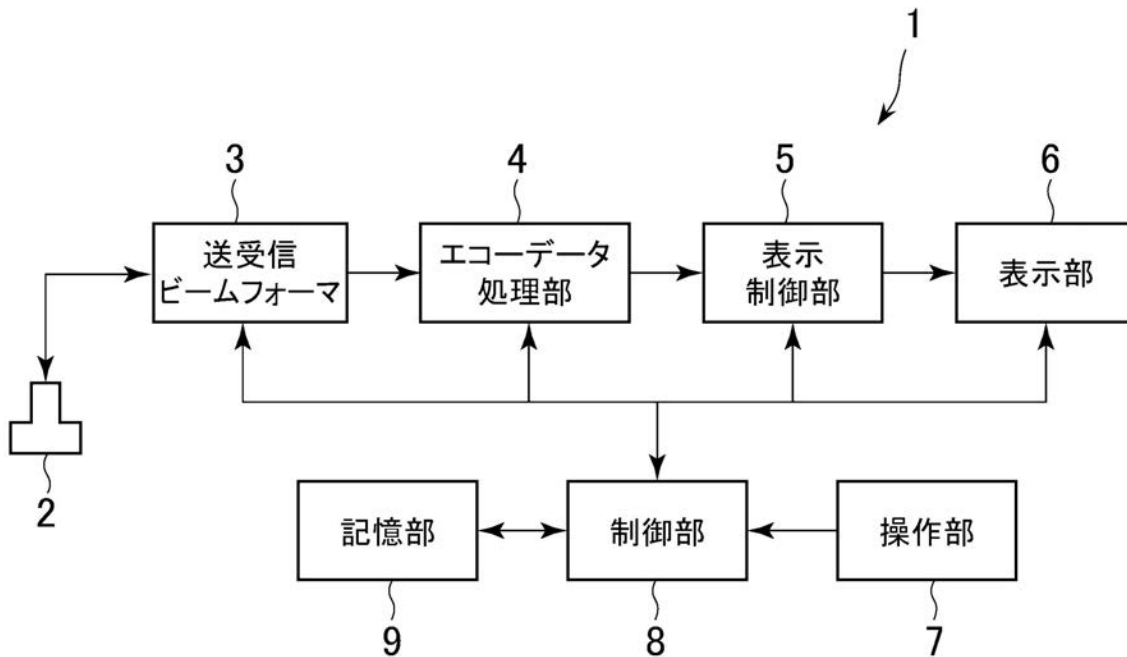 1
3
4
5
6
送受信
ビームフォーマ
エコーデータ
処理部
表示
制御部
表示部
2
記憶部
制御部
操作部
9
8
7